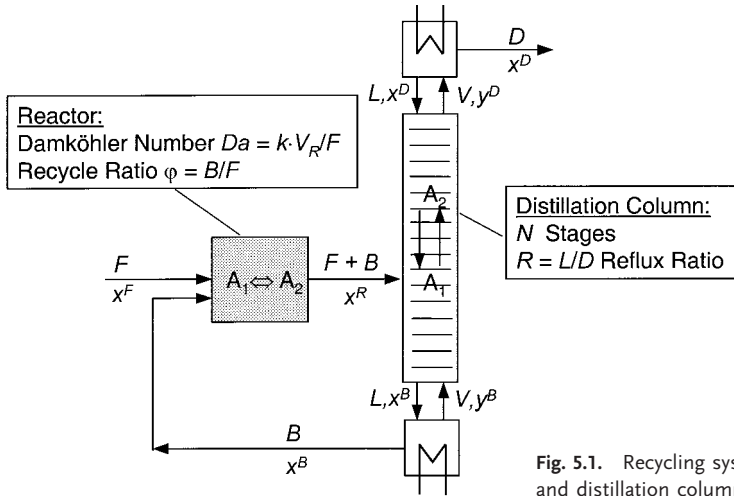 D
x^D
L,x^D
V,y^D
Reactor:
Damköhler Number Da = k·V_R/F
Recycle Ratio φ = B/F
A_2
A_1
Distillation Column:
N Stages
R = L/D Reflux Ratio
F
x^F
A_1⇔A_2
F + B
x^R
L,x^B
V,y^B
B
x^B
Fig. 5.1. Recycling sys
and distillation column